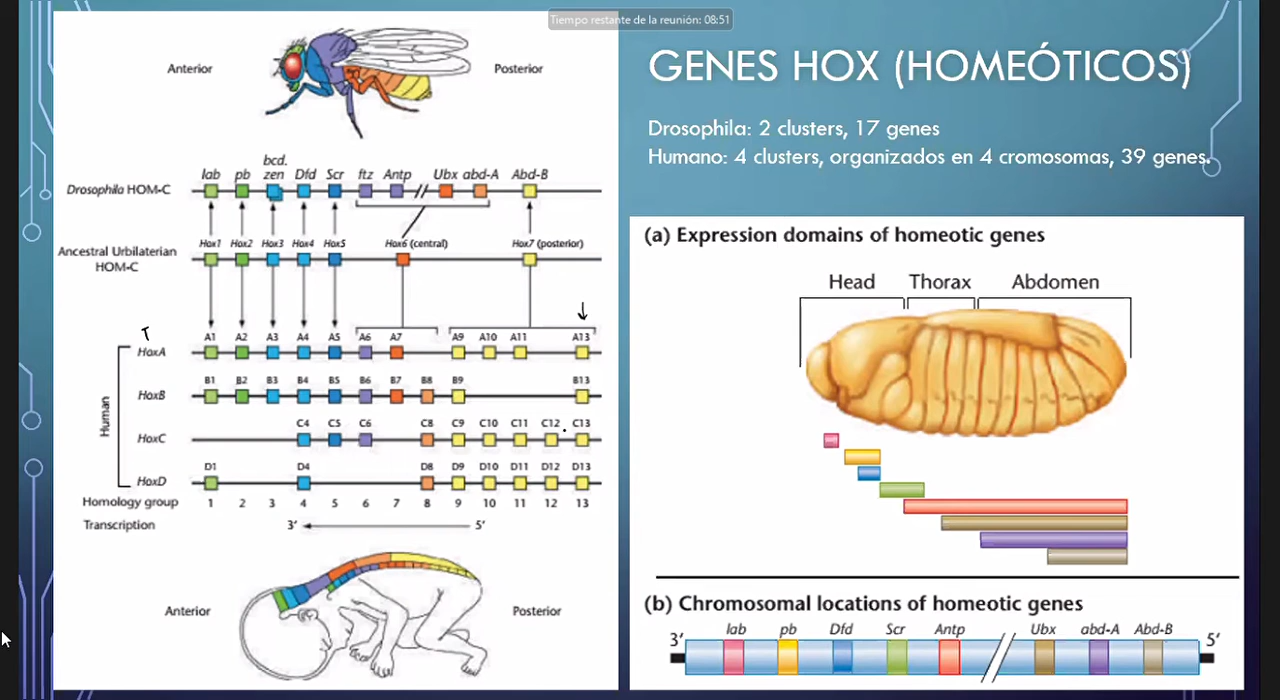 Tiempo restante de la reunión: 08:51
GENES HOX (HOMEÓTICOS)
Drosophila: 2 clusters, 17 genes
Humano: 4 clusters, organizados en 4 cromosomas, 39 genes.
Anterior
Posterior
bcd.
lab pb zen Dfd Scr ftz Antp Ubx abd-A Abd-B
Drosophila HOM-C
Hox1 Hox2 Hox3 Hox4 Hox5 Hox6 (central) Hox7 (posterior)
Ancestral Urbilaterian
HOM-C
A1 A2 A3 A4 A5 A6 A7 A9 A10 A11 A13
HoxA
B1 B2 B3 B4 B5 B6 B7 B8 B9 B13
HoxB
Human
C4 C5 C6 C8 C9 C10 C11 C12 C13
HoxC
D1 D4 D8 D9 D10 D11 D12 D13
HoxD
Homology group 1 2 3 4 5 6 7 8 9 10 11 12 13
Transcription 3' 5'
Anterior
Posterior
(a) Expression domains of homeotic genes
Head Thorax Abdomen
(b) Chromosomal locations of homeotic genes
lab pb Dfd Scr Antp Ubx abd-A Abd-B
3' 5'